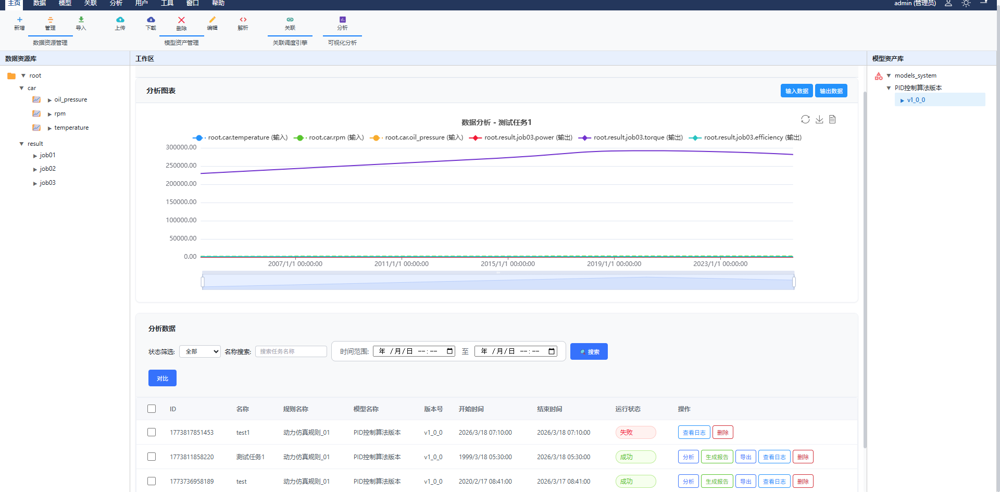 主页 数据 模型 关联 分析 用户 工具 窗口 帮助 admin (管理员)
新增 管理 导入 上传 下载 删除 编辑 解析 关联 分析
数据资源管理 模型资产管理 关联调度引擎 可视化分析
数据资源库
root
car
oil_pressure
rpm
temperature
result
job01
job02
job03
工作区
分析图表 输入数据 输出数据
数据分析 - 测试任务1
root.car.temperature (输入) root.car.rpm (输入) root.car.oil_pressure (输入) root.result.job03.power (输出) root.result.job03.torque (输出) root.result.job03.efficiency (输出)
300000.00
250000.00
200000.00
150000.00
100000.00
50000.00
0.00
2007/1/1 00:00:00 2011/1/1 00:00:00 2015/1/1 00:00:00 2019/1/1 00:00:00 2023/1/1 00:00:00
分析数据
状态筛选: 全部 名称搜索: 搜索任务名称 时间范围: 年 /月/日 --:-- 至 年 /月/日 --:-- 搜索
对比
ID 名称 规则名称 模型名称 版本号 开始时间 结束时间 运行状态 操作
1773817851453 test1 动力仿真规则_01 PID控制算法版本 v1_0_0 2026/3/18 07:10:00 2026/3/18 07:10:00 失败 查看日志 删除
1773811858220 测试任务1 动力仿真规则_01 PID控制算法版本 v1_0_0 1999/3/18 05:30:00 2026/3/18 05:30:00 成功 分析 生成报告 导出 查看日志 删除
1773736958189 test 动力仿真规则_01 PID控制算法版本 v1_0_0 2020/2/17 08:41:00 2026/3/17 08:41:00 成功 分析 生成报告 导出 查看日志 删除
模型资产库
models_system
PID控制算法版本
v1_0_0